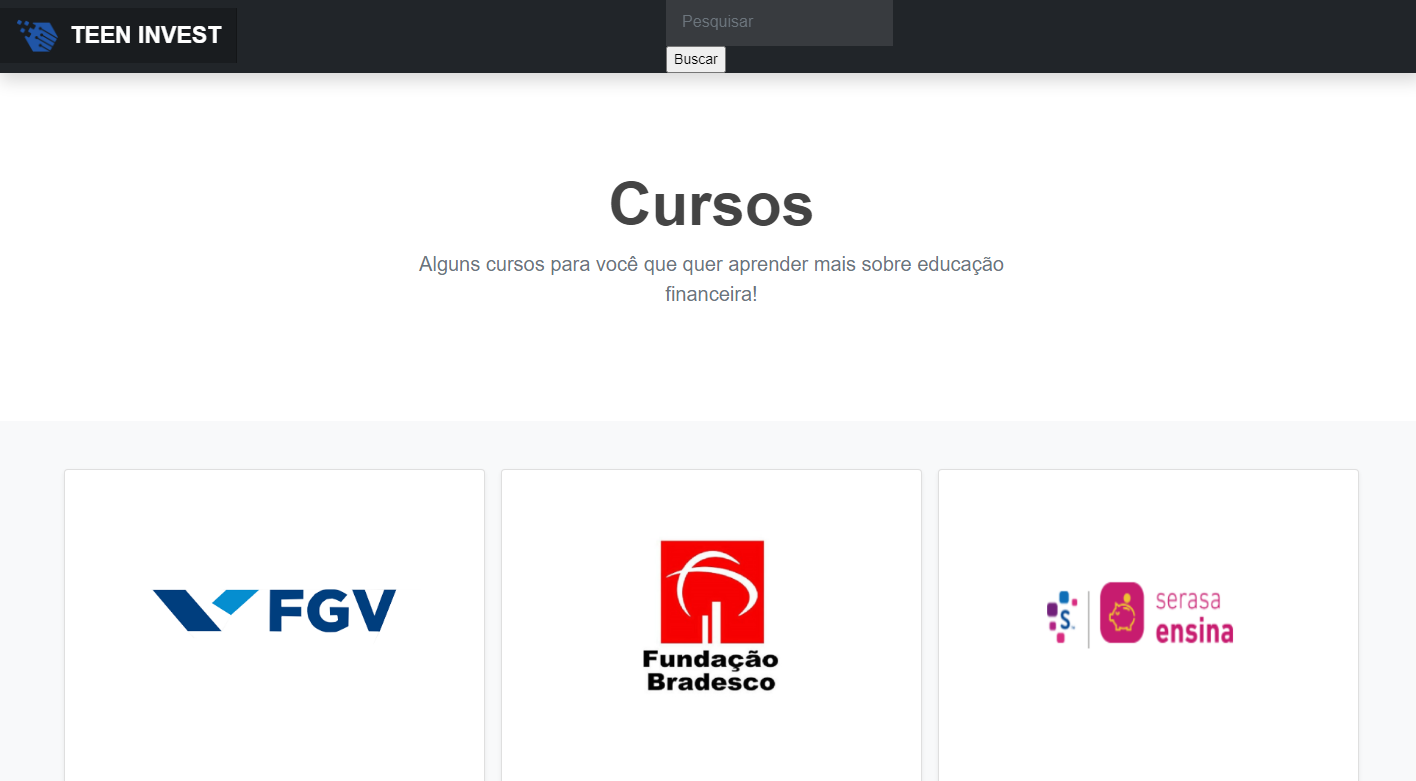 TEEN INVEST
Pesquisar
Buscar
Cursos
Alguns cursos para você que quer aprender mais sobre educação
financeira!
FGV
Fundação
Bradesco
S.
serasa
ensina